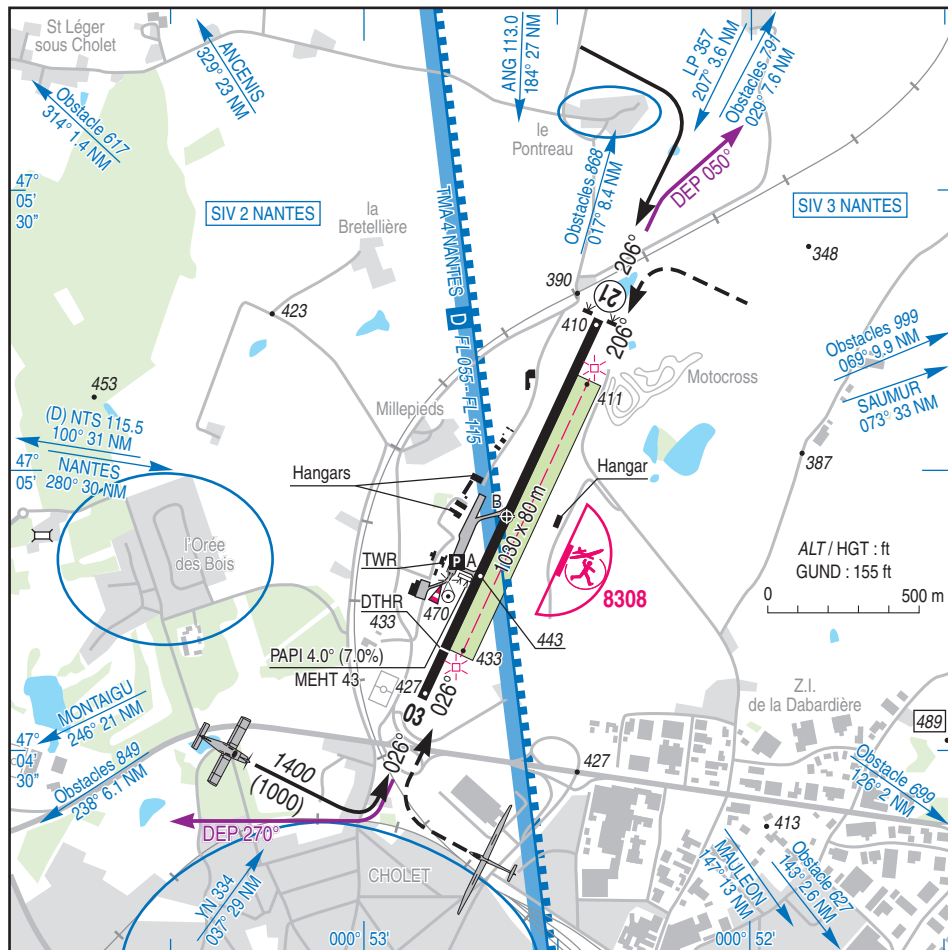 St Léger
sous Cholet
ANCENIS
329° 23 NM
Obstacle 617
314° 1.4 NM
ANG 113.0
184° 27 NM
LP 357
207° 3.6 NM
Obstacles 791
029° 7.6 NM
le
Pontreau
DEP 050°
47°
05'
30"
SIV 2 NANTES
la
Bretellière
TMA 4 NANTES
D
FL 055 - FL 115
Obstacles 868
017° 8.4 NM
SIV 3 NANTES
348
206°
390
21
206°
410
423
Obstacles 999
069° 9.9 NM
SAUMUR
073° 33 NM
453
Motocross
411
Millepieds
(D) NTS 115.5
100° 31 NM
NANTES
280° 30 NM
387
47°
05'
Hangars
Hangar
B
1030 x 80 m
l'Orée
des Bois
TWR
P
A
ALT / HGT : ft
GUND : 155 ft
0
500 m
8308
DTHR
433
470
443
433
PAPI 4.0° (7.0%)
MEHT 43
427
026°
03
Z.I.
de la Dabardière
MONTAIGU
246° 21 NM
489
47°
04'
30"
026°
427
1400
(1000)
Obstacles 849
238° 6.1 NM
Obstacle 699
126° 2 NM
DEP 270°
413
CHOLET
YN 334
037° 29 NM
MAULEON
147° 13 NM
Obstacle 627
143° 2.6 NM
000° 53'
000° 52'